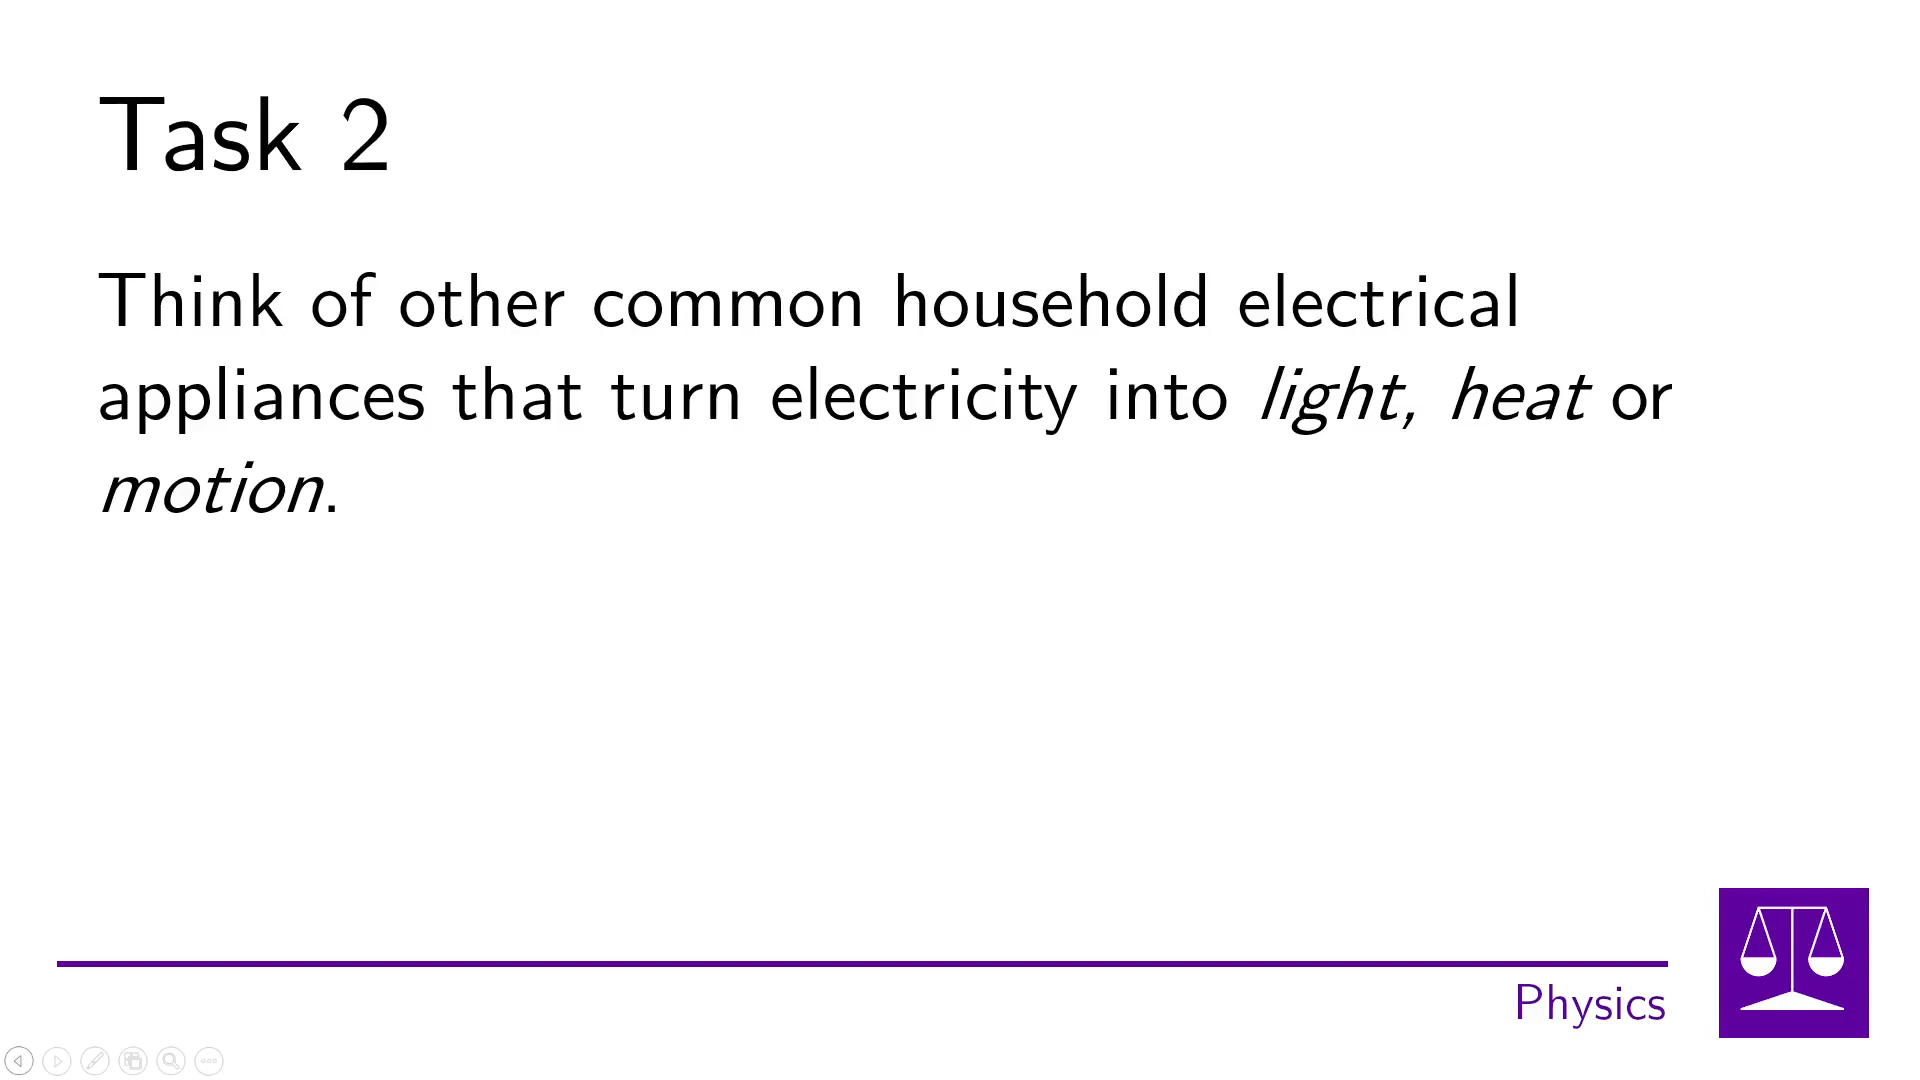 Task 2
Think of other common household electrical
appliances that turn electricity into light, heat or
motion.
Physics